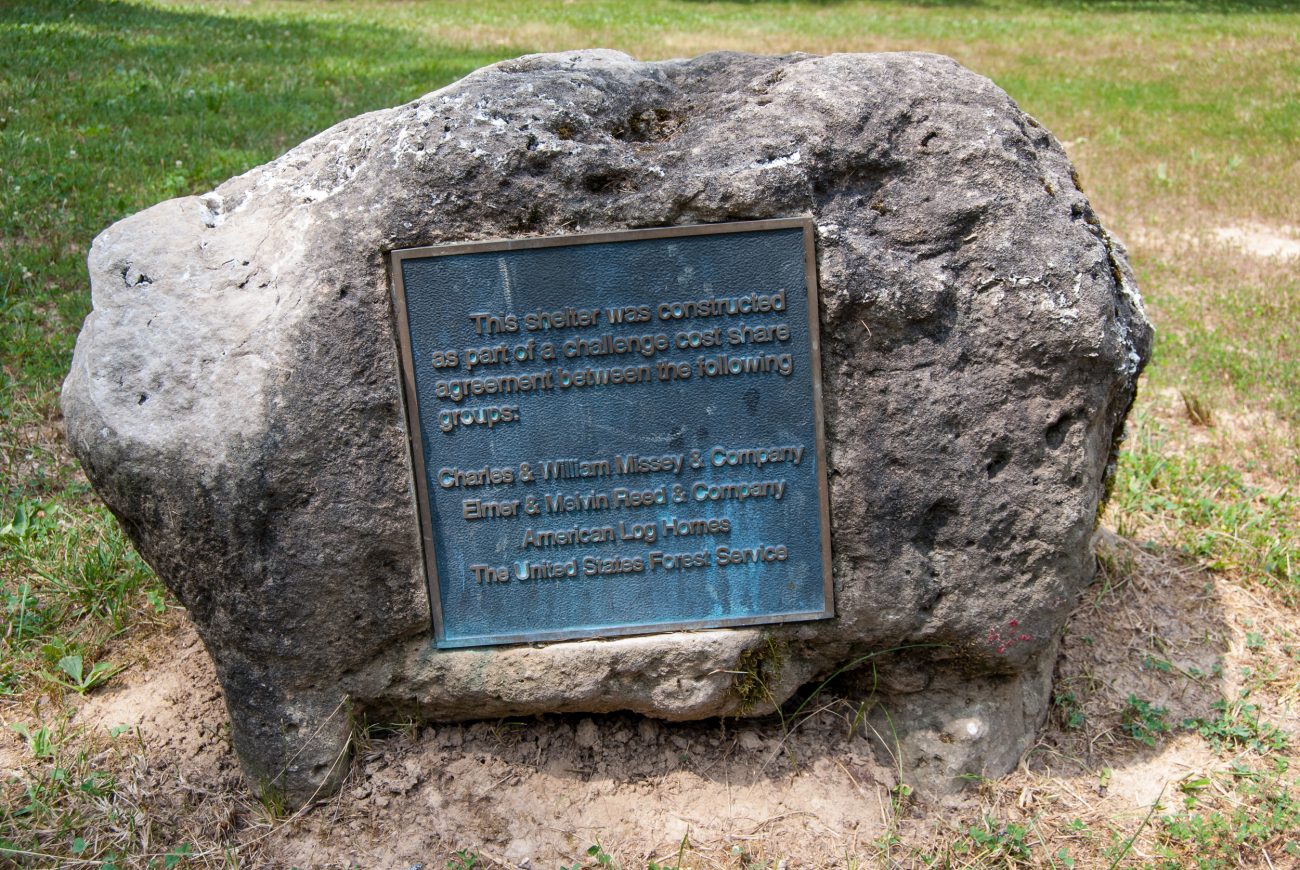 This shelter was constructed
as part of a challenge cost share
agreement between the following
groups:
Charles & William Missey & Company
Elmer & Melvin Reed & Company
American Log Homes
The United States Forest Service